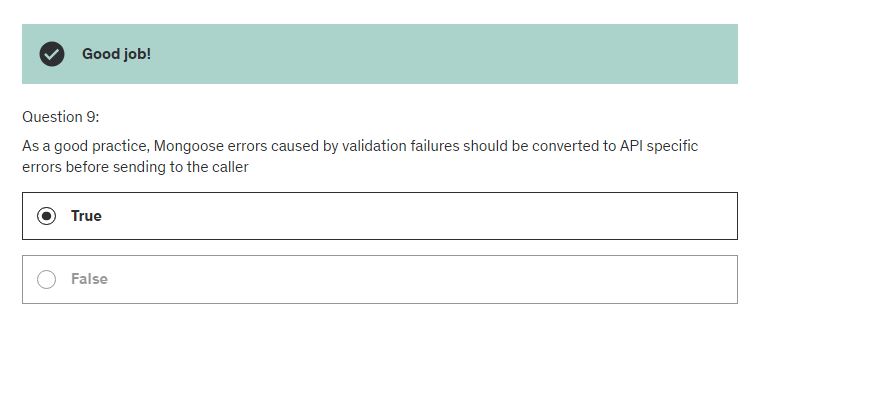 Good job!
Question 9:
As a good practice, Mongoose errors caused by validation failures should be converted to API specific
errors before sending to the caller
True
False